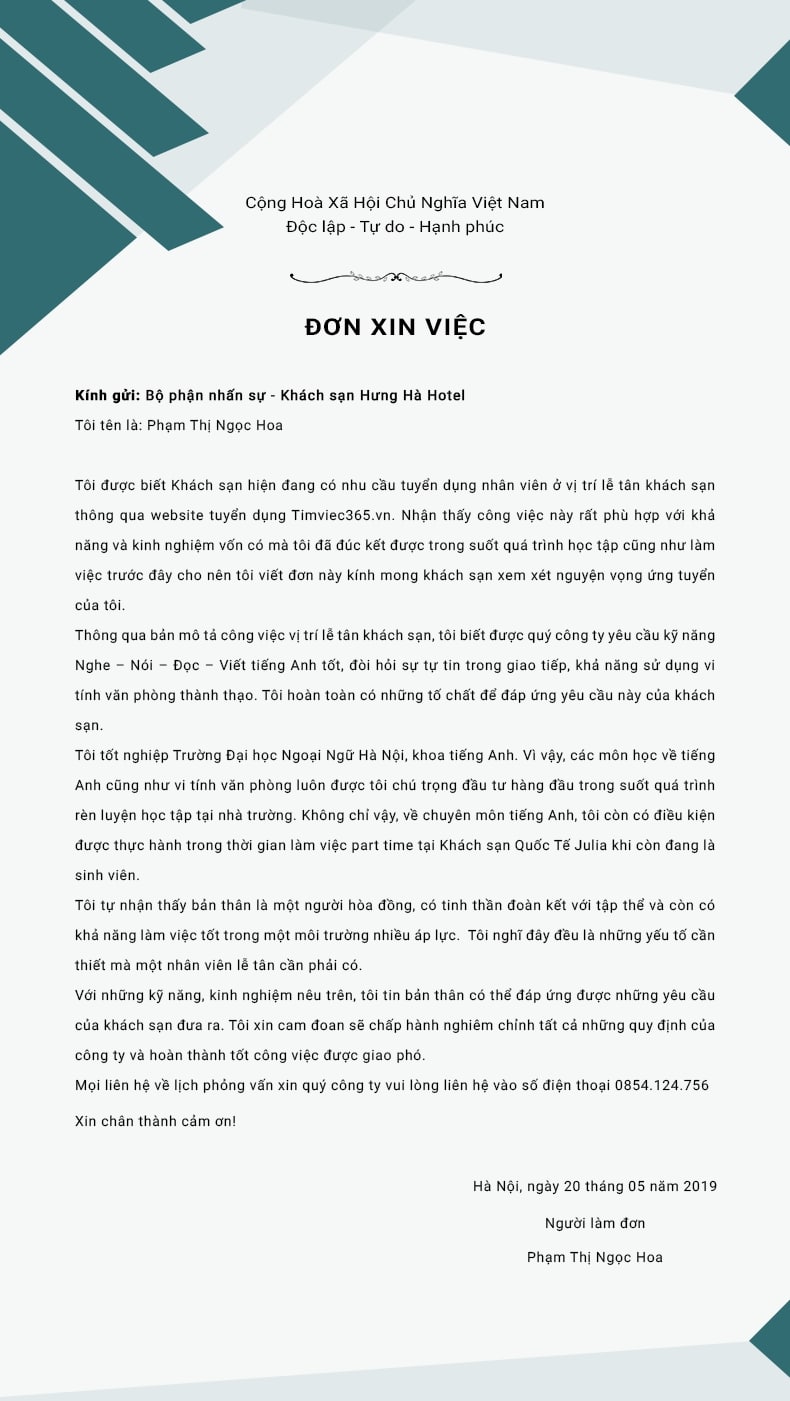 Cộng Hoà Xã Hội Chủ Nghĩa Việt Nam
Độc lập - Tự do - Hạnh phúc
ĐƠN XIN VIỆC
Kính gửi: Bộ phận nhấn sự - Khách sạn Hưng Hà Hotel
Tôi tên là: Phạm Thị Ngọc Hoa
Tôi được biết Khách sạn hiện đang có nhu cầu tuyển dụng nhân viên ở vị trí lễ tân khách sạn
thông qua website tuyển dụng Timviec365.vn. Nhận thấy công việc này rất phù hợp với khả
năng và kinh nghiệm vốn có mà tôi đã đúc kết được trong suốt quá trình học tập cũng như làm
việc trước đây cho nên tôi viết đơn này kính mong khách sạn xem xét nguyện vọng ứng tuyển
của tôi.
Thông qua bản mô tả công việc vị trí lễ tân khách sạn, tôi biết được quý công ty yêu cầu kỹ năng
Nghe – Nói – Đọc – Viết tiếng Anh tốt, đòi hỏi sự tự tin trong giao tiếp, khả năng sử dụng vi
tính văn phòng thành thạo. Tôi hoàn toàn có những tố chất để đáp ứng yêu cầu này của khách
sạn.
Tôi tốt nghiệp Trường Đại học Ngoại Ngữ Hà Nội, khoa tiếng Anh. Vì vậy, các môn học về tiếng
Anh cũng như vi tính văn phòng luôn được tôi chú trọng đầu tư hàng đầu trong suốt quá trình
rèn luyện học tập tại nhà trường. Không chỉ vậy, về chuyên môn tiếng Anh, tôi còn có điều kiện
được thực hành trong thời gian làm việc part time tại Khách sạn Quốc Tế Julia khi còn đang là
sinh viên.
Tôi tự nhận thấy bản thân là một người hòa đồng, có tinh thần đoàn kết với tập thể và còn có
khả năng làm việc tốt trong một môi trường nhiều áp lực. Tôi nghĩ đây đều là những yếu tố cần
thiết mà một nhân viên lễ tân cần phải có.
Với những kỹ năng, kinh nghiệm nêu trên, tôi tin bản thân có thể đáp ứng được những yêu cầu
của khách sạn đưa ra. Tôi xin cam đoan sẽ chấp hành nghiêm chỉnh tất cả những quy định của
công ty và hoàn thành tốt công việc được giao phó.
Mọi liên hệ về lịch phỏng vấn xin quý công ty vui lòng liên hệ vào số điện thoại 0854.124.756
Xin chân thành cảm ơn!
Hà Nội, ngày 20 tháng 05 năm 2019
Người làm đơn
Phạm Thị Ngọc Hoa